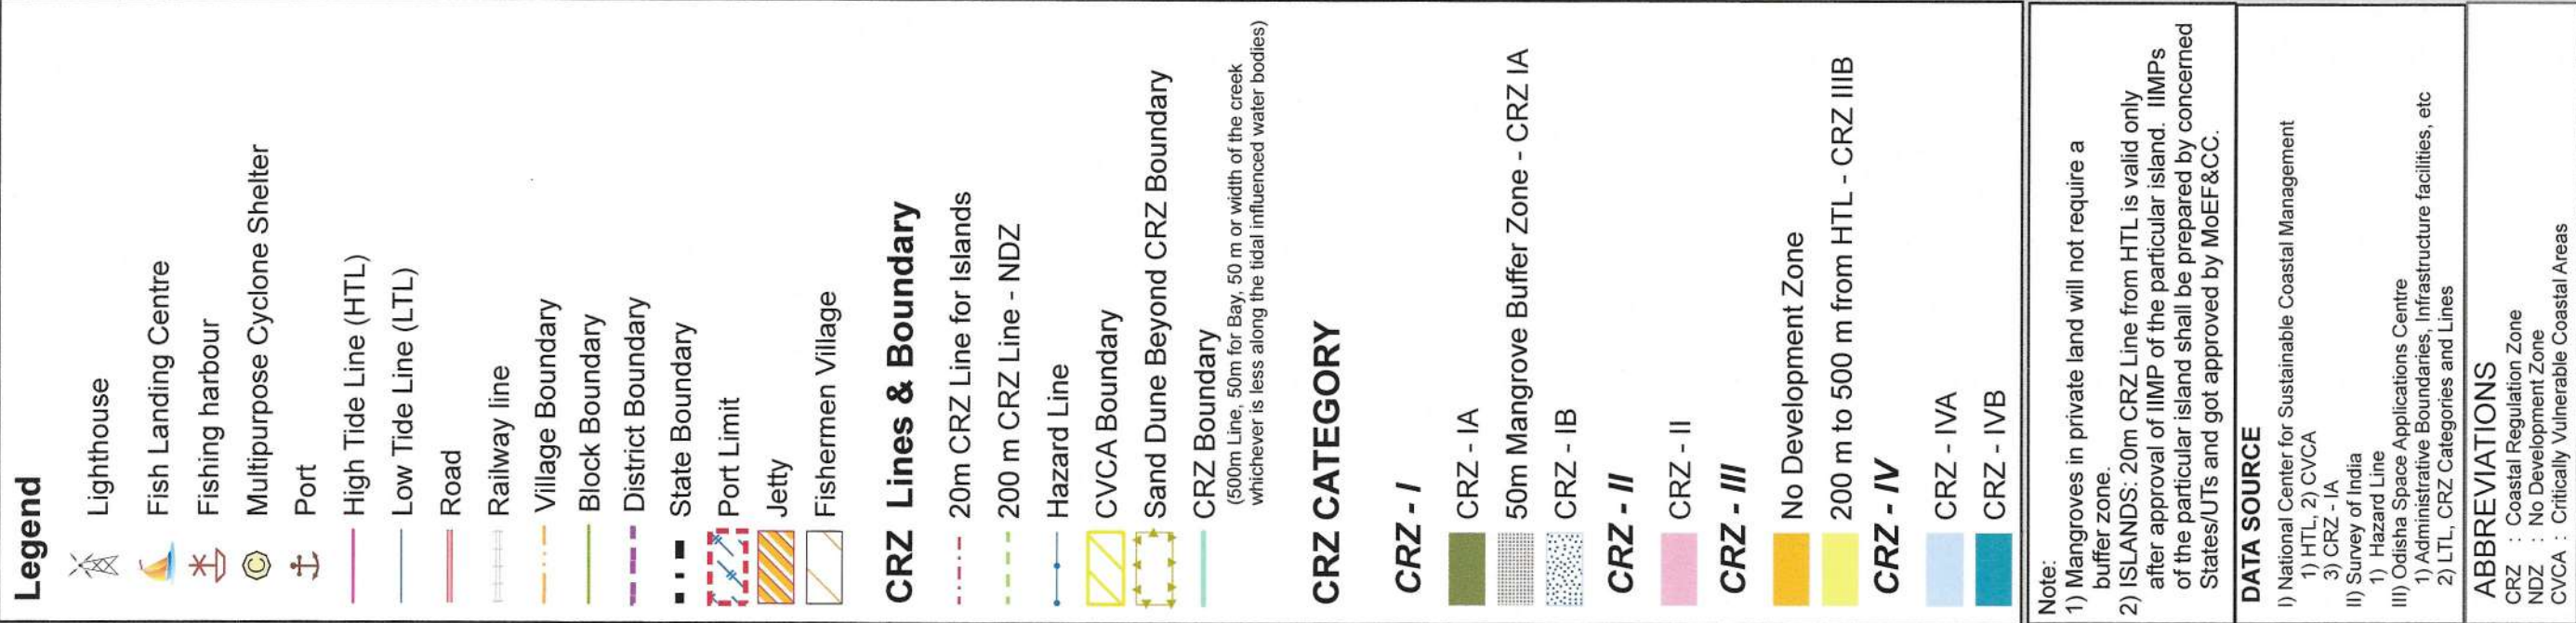 Legend
Lighthouse
Fish Landing Centre
Fishing harbour
C Multipurpose Cyclone Shelter
Port
High Tide Line (HTL)
Low Tide Line (LTL)
Road
Railway line
Village Boundary
Block Boundary
District Boundary
State Boundary
Port Limit
Jetty
Fishermen Village
CRZ Lines & Boundary
20m CRZ Line for Islands
200 m CRZ Line - NDZ
Hazard Line
CVCA Boundary
Sand Dune Beyond CRZ Boundary
CRZ Boundary
(500m Line, 50m for Bay, 50 m or width of the creek
whichever is less along the tidal influenced water bodies)
CRZ CATEGORY
CRZ - I
CRZ - IA
50m Mangrove Buffer Zone - CRZ IA
CRZ - IB
CRZ - II
CRZ - II
CRZ - III
No Development Zone
200 m to 500 m from HTL - CRZ IIIB
CRZ - IV
CRZ - IVA
CRZ - IVB
Note:
1) Mangroves in private land will not require a
buffer zone.
2) ISLANDS: 20m CRZ Line from HTL is valid only
after approval of IIMP of the particular island. IIMPs
of the particular island shall be prepared by concerned
States/UTs and got approved by MoEF&CC.
DATA SOURCE
I) National Center for Sustainable Coastal Management
1) HTL, 2) CVCA
3) CRZ - IA
II) Survey of India
1) Hazard Line
III) Odisha Space Applications Centre
1) Administrative Boundaries, Infrastructure facilities, etc
2) LTL, CRZ Categories and Lines
ABBREVIATIONS
CRZ : Coastal Regulation Zone
NDZ : No Development Zone
CVCA : Critically Vulnerable Coastal Areas